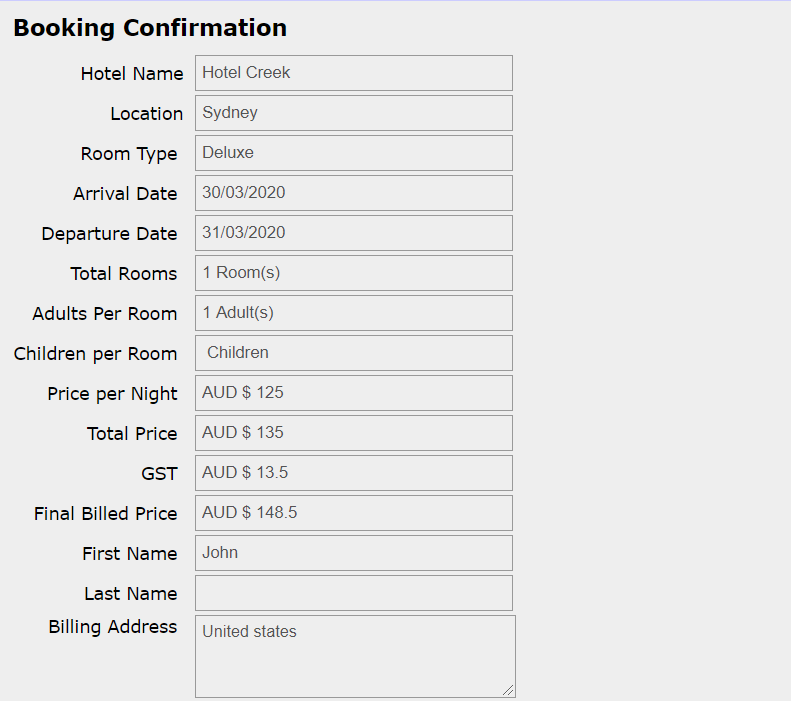 Booking Confirmation
Hotel Name Hotel Creek
Location Sydney
Room Type Deluxe
Arrival Date 30/03/2020
Departure Date 31/03/2020
Total Rooms 1 Room(s)
Adults Per Room 1 Adult(s)
Children per Room Children
Price per Night AUD $ 125
Total Price AUD $ 135
GST AUD $ 13.5
Final Billed Price AUD $ 148.5
First Name John
Last Name
Billing Address United states